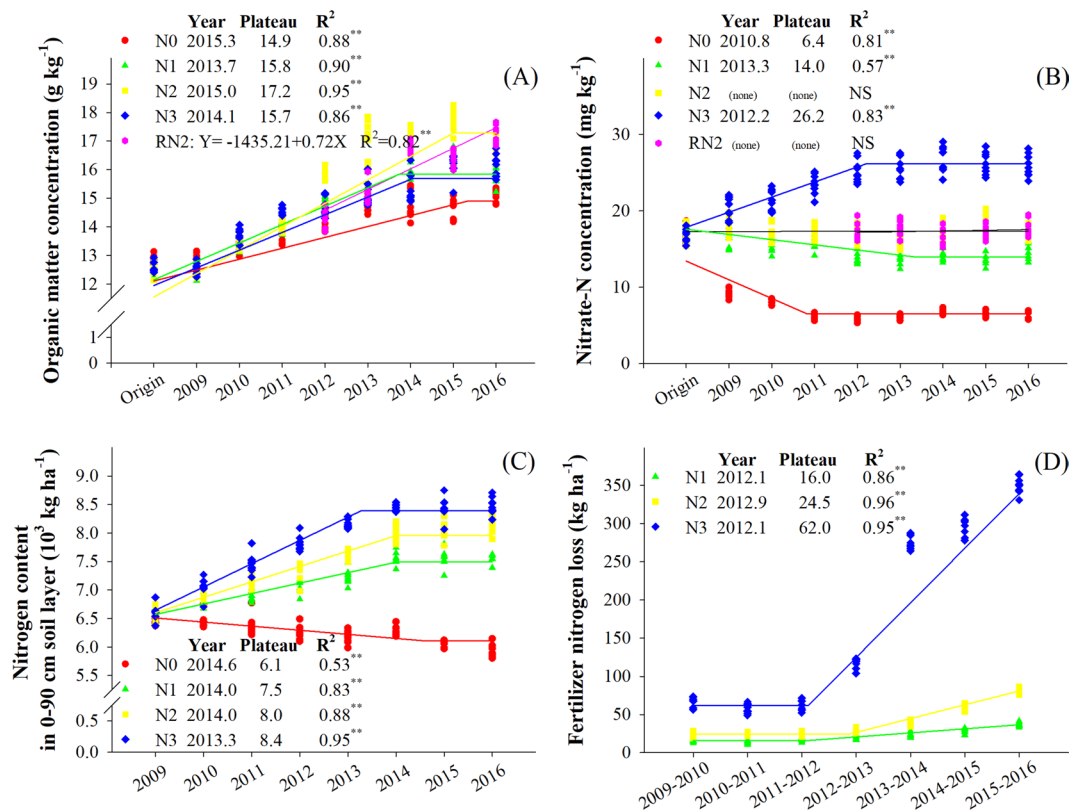 Year Plateau R²
N0 2015.3 14.9 0.88**
N1 2013.7 15.8 0.90**
N2 2015.0 17.2 0.95**
N3 2014.1 15.7 0.86**
RN2: Y= -1435.21+0.72X R²=0.82**
(A)
Organic matter concentration (g kg⁻¹)
19
18
17
16
15
14
13
12
1
0
Origin 2009 2010 2011 2012 2013 2014 2015 2016
Year Plateau R²
N0 2010.8 6.4 0.81**
N1 2013.3 14.0 0.57**
N2 (none) (none) NS
N3 2012.2 26.2 0.83**
RN2 (none) (none) NS
(B)
Nitrate-N concentration (mg kg⁻¹)
30
20
10
0
Origin 2009 2010 2011 2012 2013 2014 2015 2016
(C)
Nitrogen content
in 0-90 cm soil layer (10³ kg ha⁻¹)
9.0
8.5
8.0
7.5
7.0
6.5
6.0
5.5
0.5
0.0
Year Plateau R²
N0 2014.6 6.1 0.53**
N1 2014.0 7.5 0.83**
N2 2014.0 8.0 0.88**
N3 2013.3 8.4 0.95**
2009 2010 2011 2012 2013 2014 2015 2016
Year Plateau R²
N1 2012.1 16.0 0.86**
N2 2012.9 24.5 0.96**
N3 2012.1 62.0 0.95**
(D)
Fertilizer nitrogen loss (kg ha⁻¹)
350
300
250
200
150
100
50
0
2009-2010 2010-2011 2011-2012 2012-2013 2013-2014 2014-2015 2015-2016